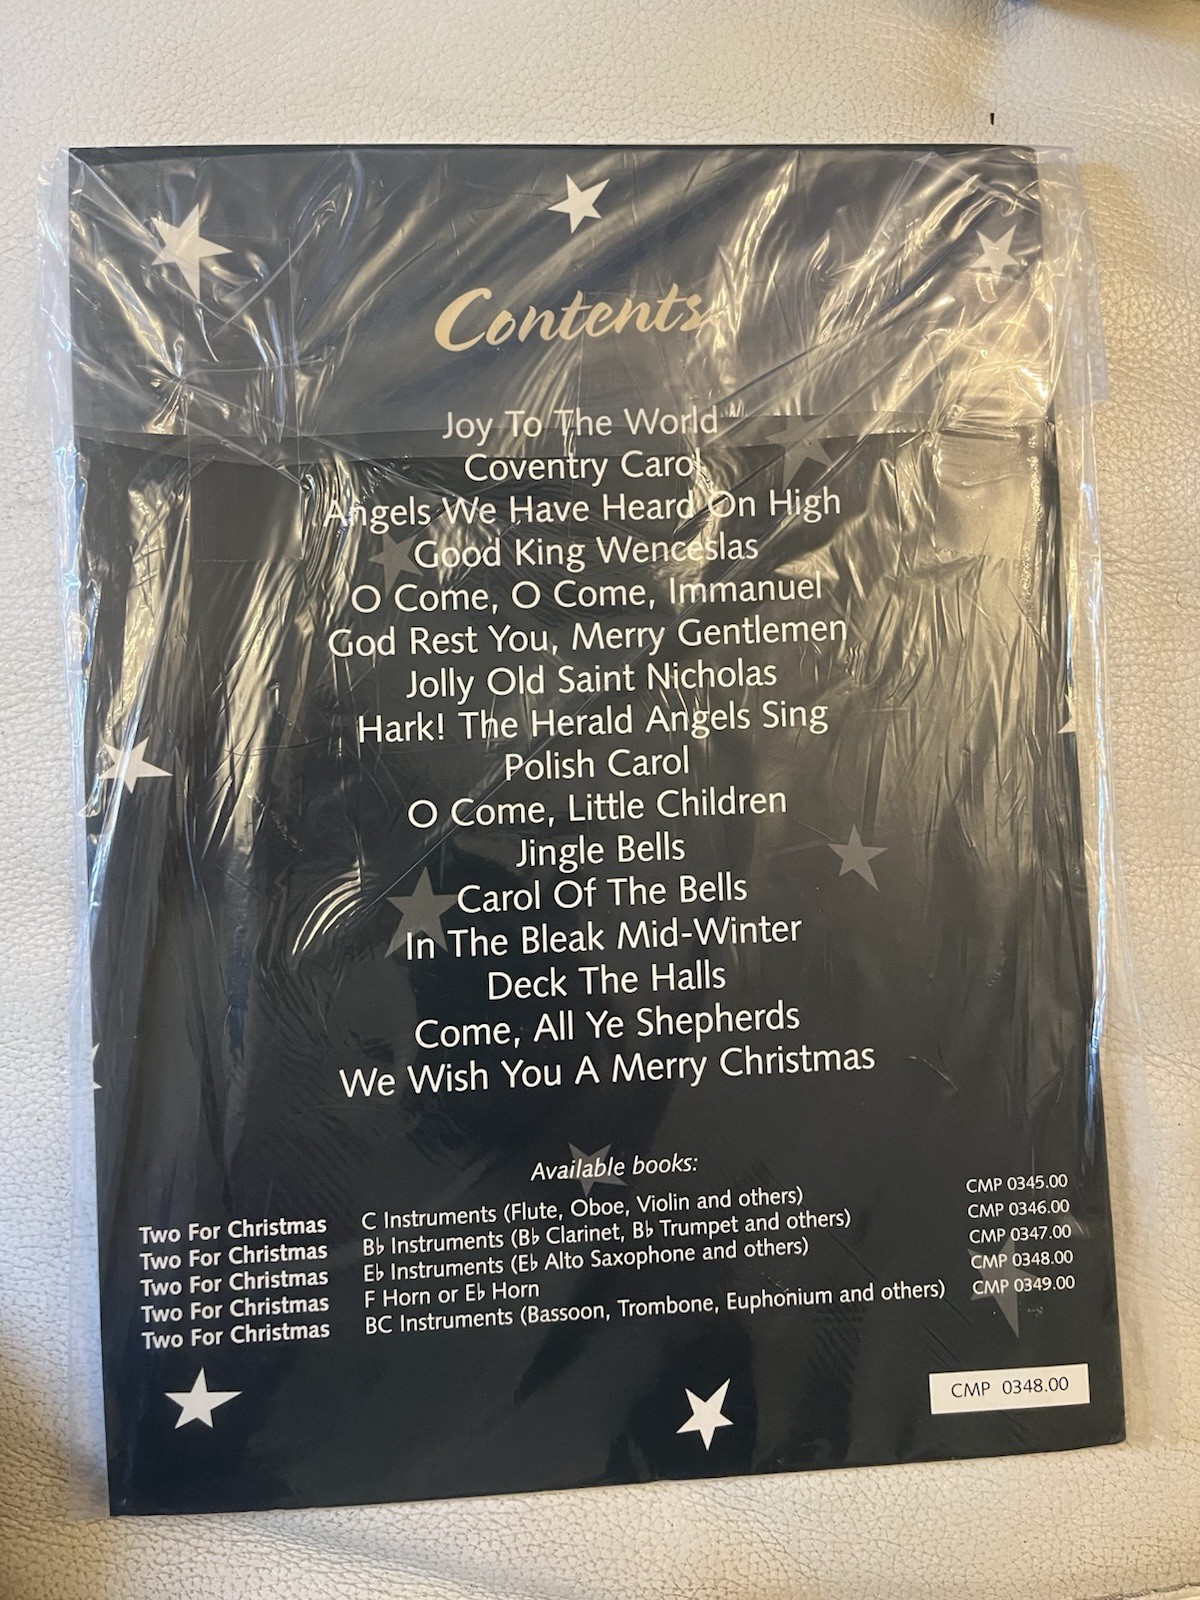 Contents
Joy To The World
Coventry Carol
Angels We Have Heard On High
Good King Wenceslas
O Come, O Come, Immanuel
God Rest You, Merry Gentlemen
Jolly Old Saint Nicholas
Hark! The Herald Angels Sing
Polish Carol
O Come, Little Children
Jingle Bells
Carol Of The Bells
In The Bleak Mid-Winter
Deck The Halls
Come, All Ye Shepherds
We Wish You A Merry Christmas
Available books:
Two For Christmas C Instruments (Flute, Oboe, Violin and others) CMP 0345.00
Two For Christmas B♭ Instruments (B♭ Clarinet, B♭ Trumpet and others) CMP 0346.00
Two For Christmas E♭ Instruments (E♭ Alto Saxophone and others) CMP 0347.00
Two For Christmas F Horn or E♭ Horn CMP 0348.00
Two For Christmas BC Instruments (Bassoon, Trombone, Euphonium and others) CMP 0349.00
CMP 0348.00